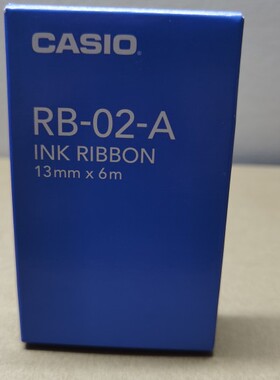 CASIO®
RB-02-A
INK RIBBON
13mm x 6m